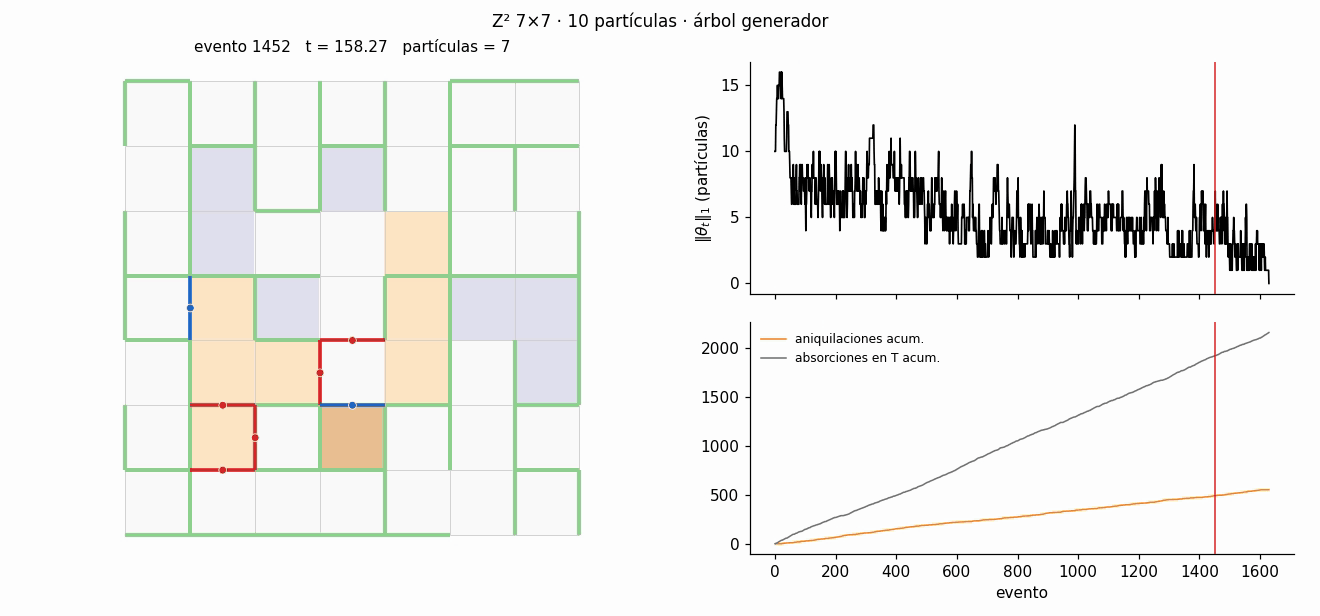 Z² 7×7 · 10 partículas · árbol generador
evento 1452   t = 158.27   partículas = 7
‖θₜ‖₁ (partículas)
15
10
5
0
aniquilaciones acum.
absorciones en T acum.
2000
1500
1000
500
0
0 200 400 600 800 1000 1200 1400 1600
evento